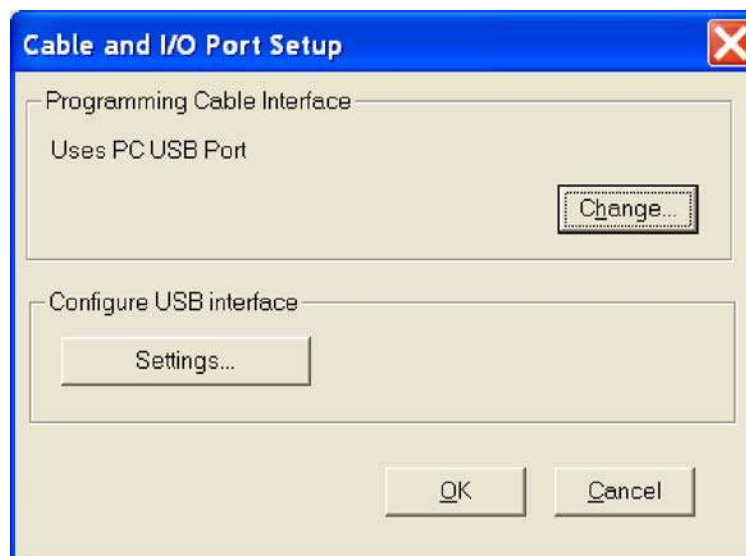 Cable and I/O Port Setup
Programming Cable Interface
Uses PC USB Port
Change...
Configure USB interface
Settings...
OK
Cancel